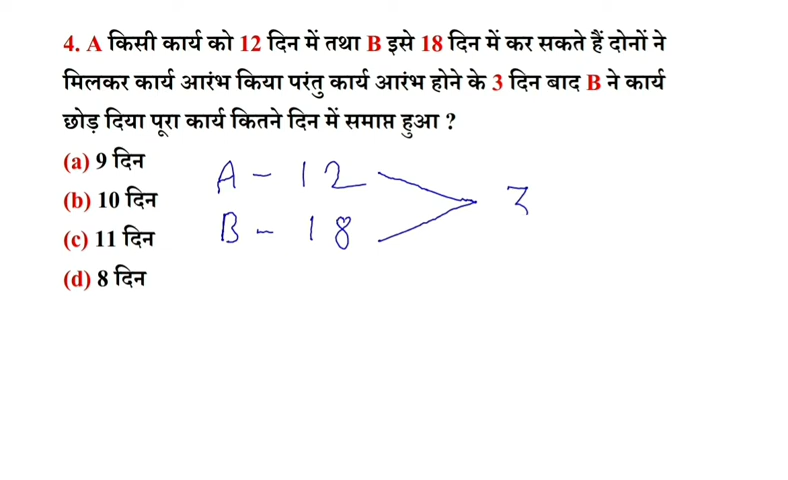 4. A किसी कार्य को 12 दिन में तथा B इसे 18 दिन में कर सकते हैं दोनों ने
मिलकर कार्य आरंभ किया परंतु कार्य आरंभ होने के 3 दिन बाद B ने कार्य
छोड़ दिया पूरा कार्य कितने दिन में समाप्त हुआ ?
(a) 9 दिन
(b) 10 दिन
(c) 11 दिन
(d) 8 दिन
A - 12
B - 18
3